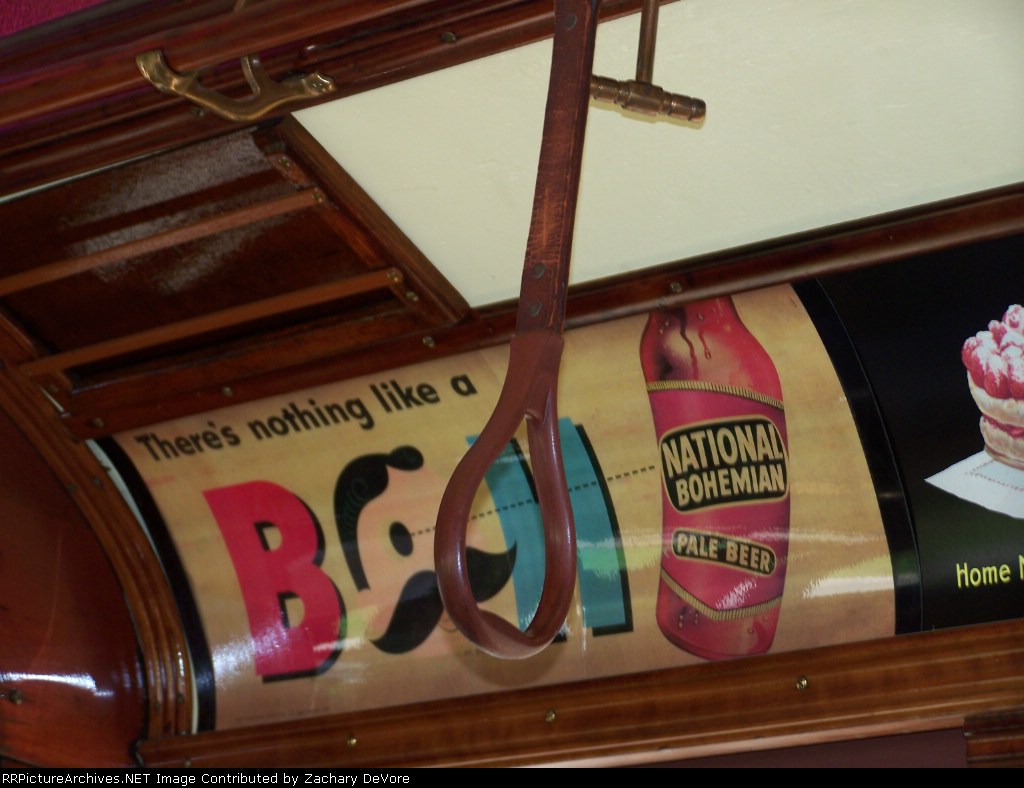 There's nothing like a
NATIONAL
BOHEMIAN
PALE BEER
Home
RRPictureArchives.NET Image Contributed by Zachary DeVore